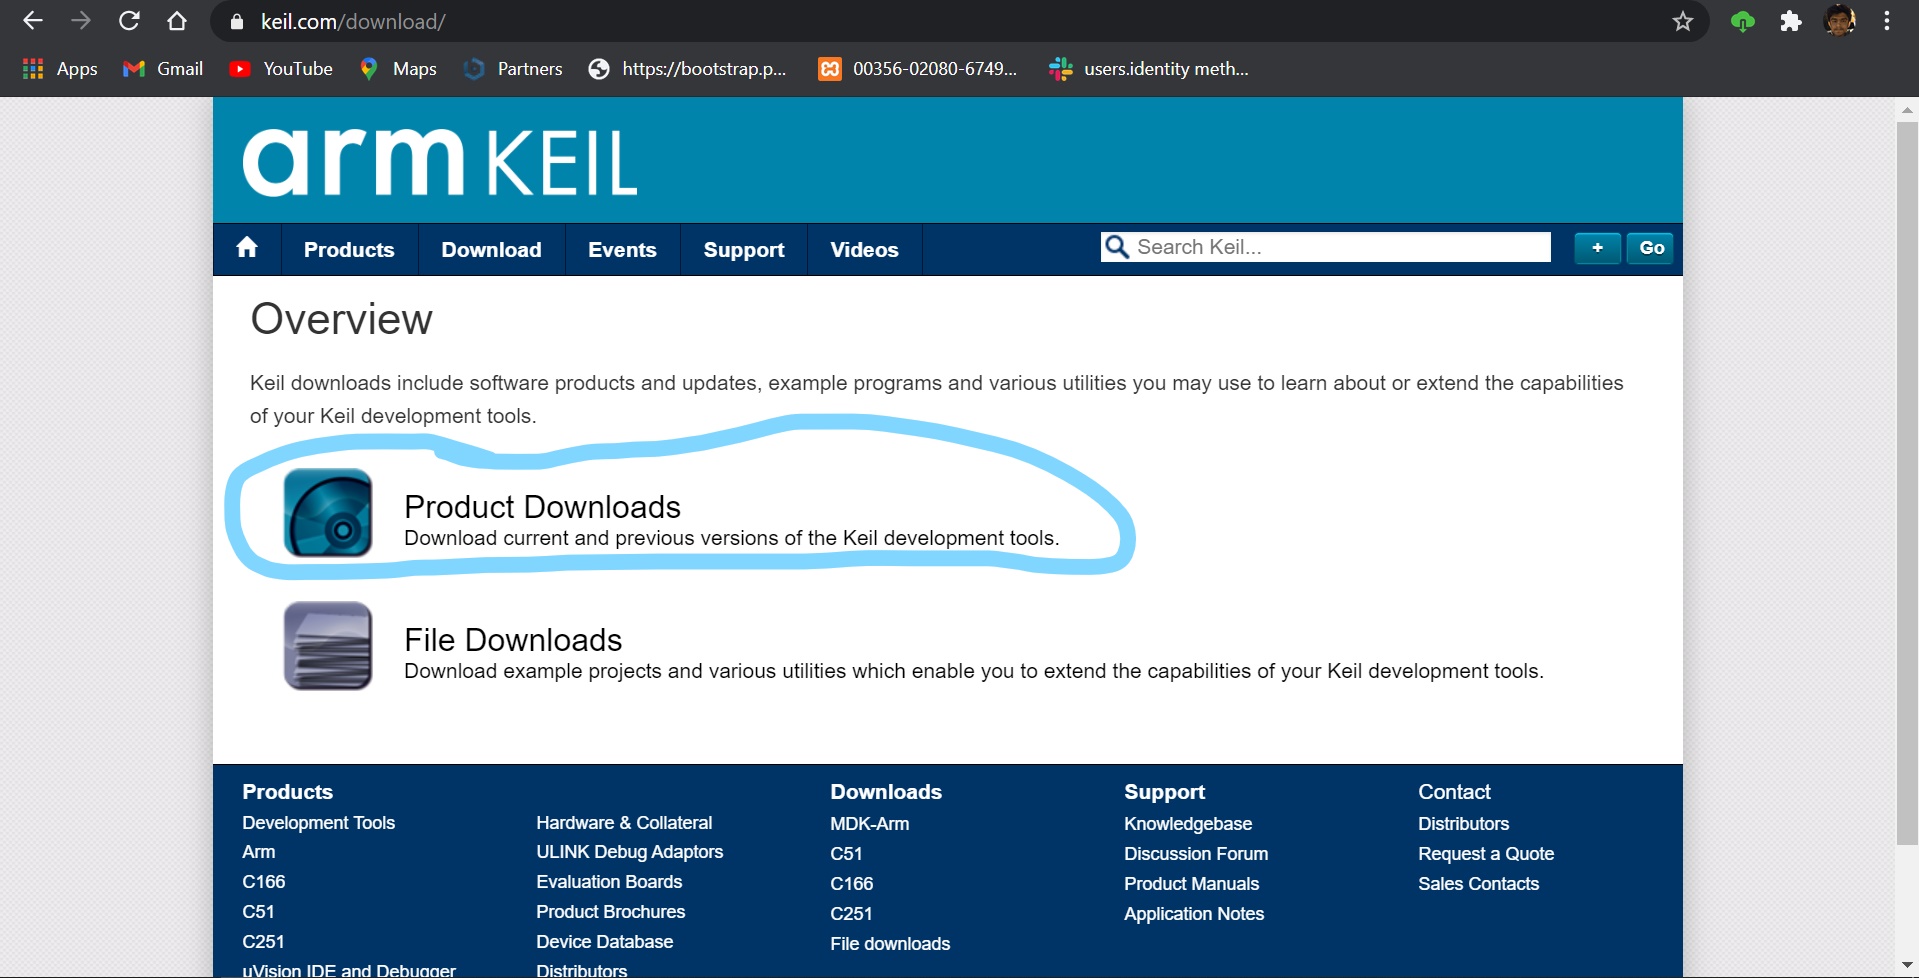 keil.com/download/
Apps Gmail YouTube Maps Partners https://bootstrap.p... 00356-02080-6749... users.identity meth...
arm KEIL
Products Download Events Support Videos Search Keil... + Go
Overview
Keil downloads include software products and updates, example programs and various utilities you may use to learn about or extend the capabilities
of your Keil development tools.
Product Downloads
Download current and previous versions of the Keil development tools.
File Downloads
Download example projects and various utilities which enable you to extend the capabilities of your Keil development tools.
Products
Development Tools
Arm
C166
C51
C251
µVision IDE and Debugger
Hardware & Collateral
ULINK Debug Adaptors
Evaluation Boards
Product Brochures
Device Database
Distributors
Downloads
MDK-Arm
C51
C166
C251
File downloads
Support
Knowledgebase
Discussion Forum
Product Manuals
Application Notes
Contact
Distributors
Request a Quote
Sales Contacts